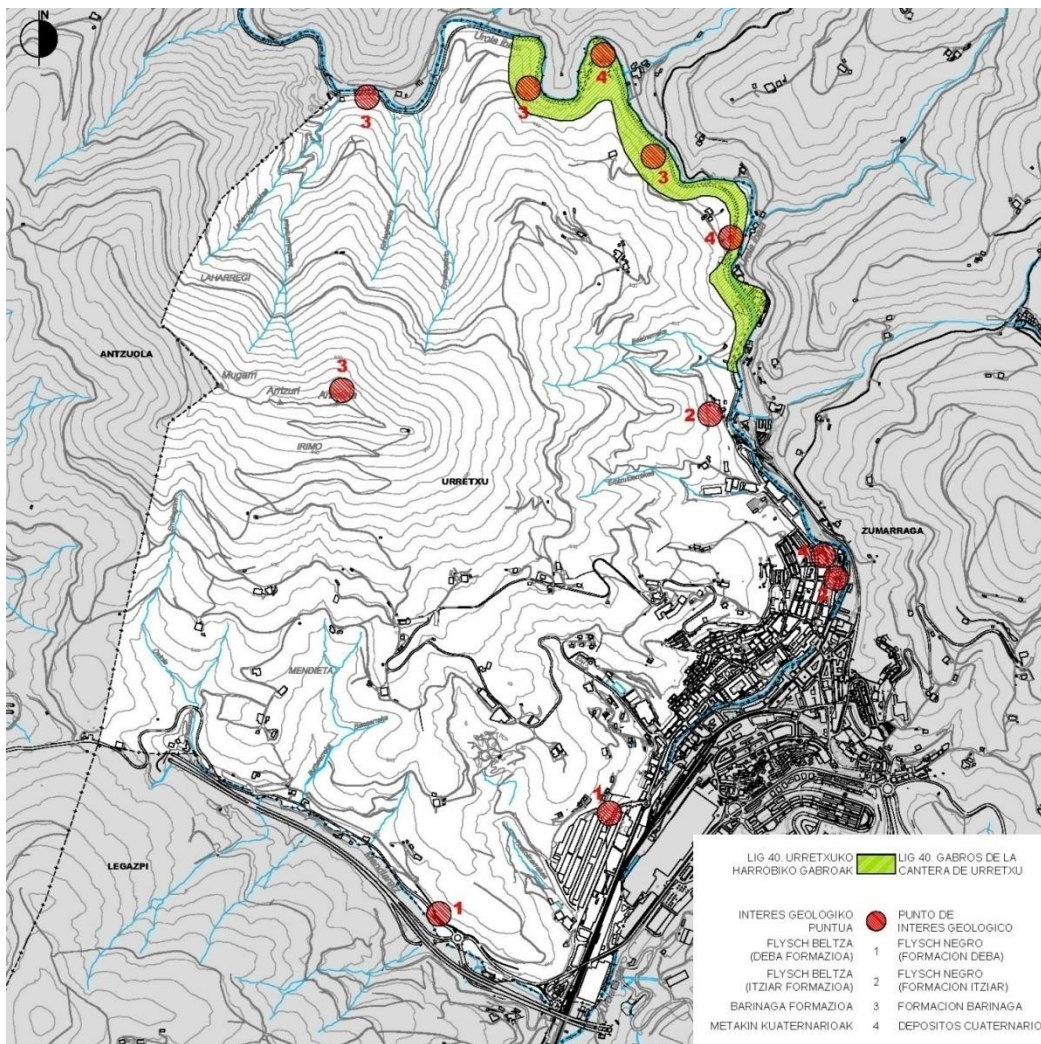 N
Urola ibaia
3
3
4
3
4
LAHARREGI
ANTZUOLA
Mugarri
3
Arrizuri
IRIMO
2
URRETXU
ZUMARRAGA
4
MENDIETA
1
LEGAZPI
1
LIG 40. URRETXUKO HARROBIKO GABROAK
LIG 40. GABROS DE LA CANTERA DE URRETXU
INTERES GEOLOGIKO PUNTUA
PUNTO DE INTERES GEOLOGICO
FLYSCH BELTZA (DEBA FORMAZIOA)
1
FLYSCH NEGRO (FORMACION DEBA)
FLYSCH BELTZA (ITZIAR FORMAZIOA)
2
FLYSCH NEGRO (FORMACION ITZIAR)
BARINAGA FORMAZIOA
3
FORMACION BARINAGA
METAKIN KUATERNARIOAK
4
DEPOSITOS CUATERNARIO